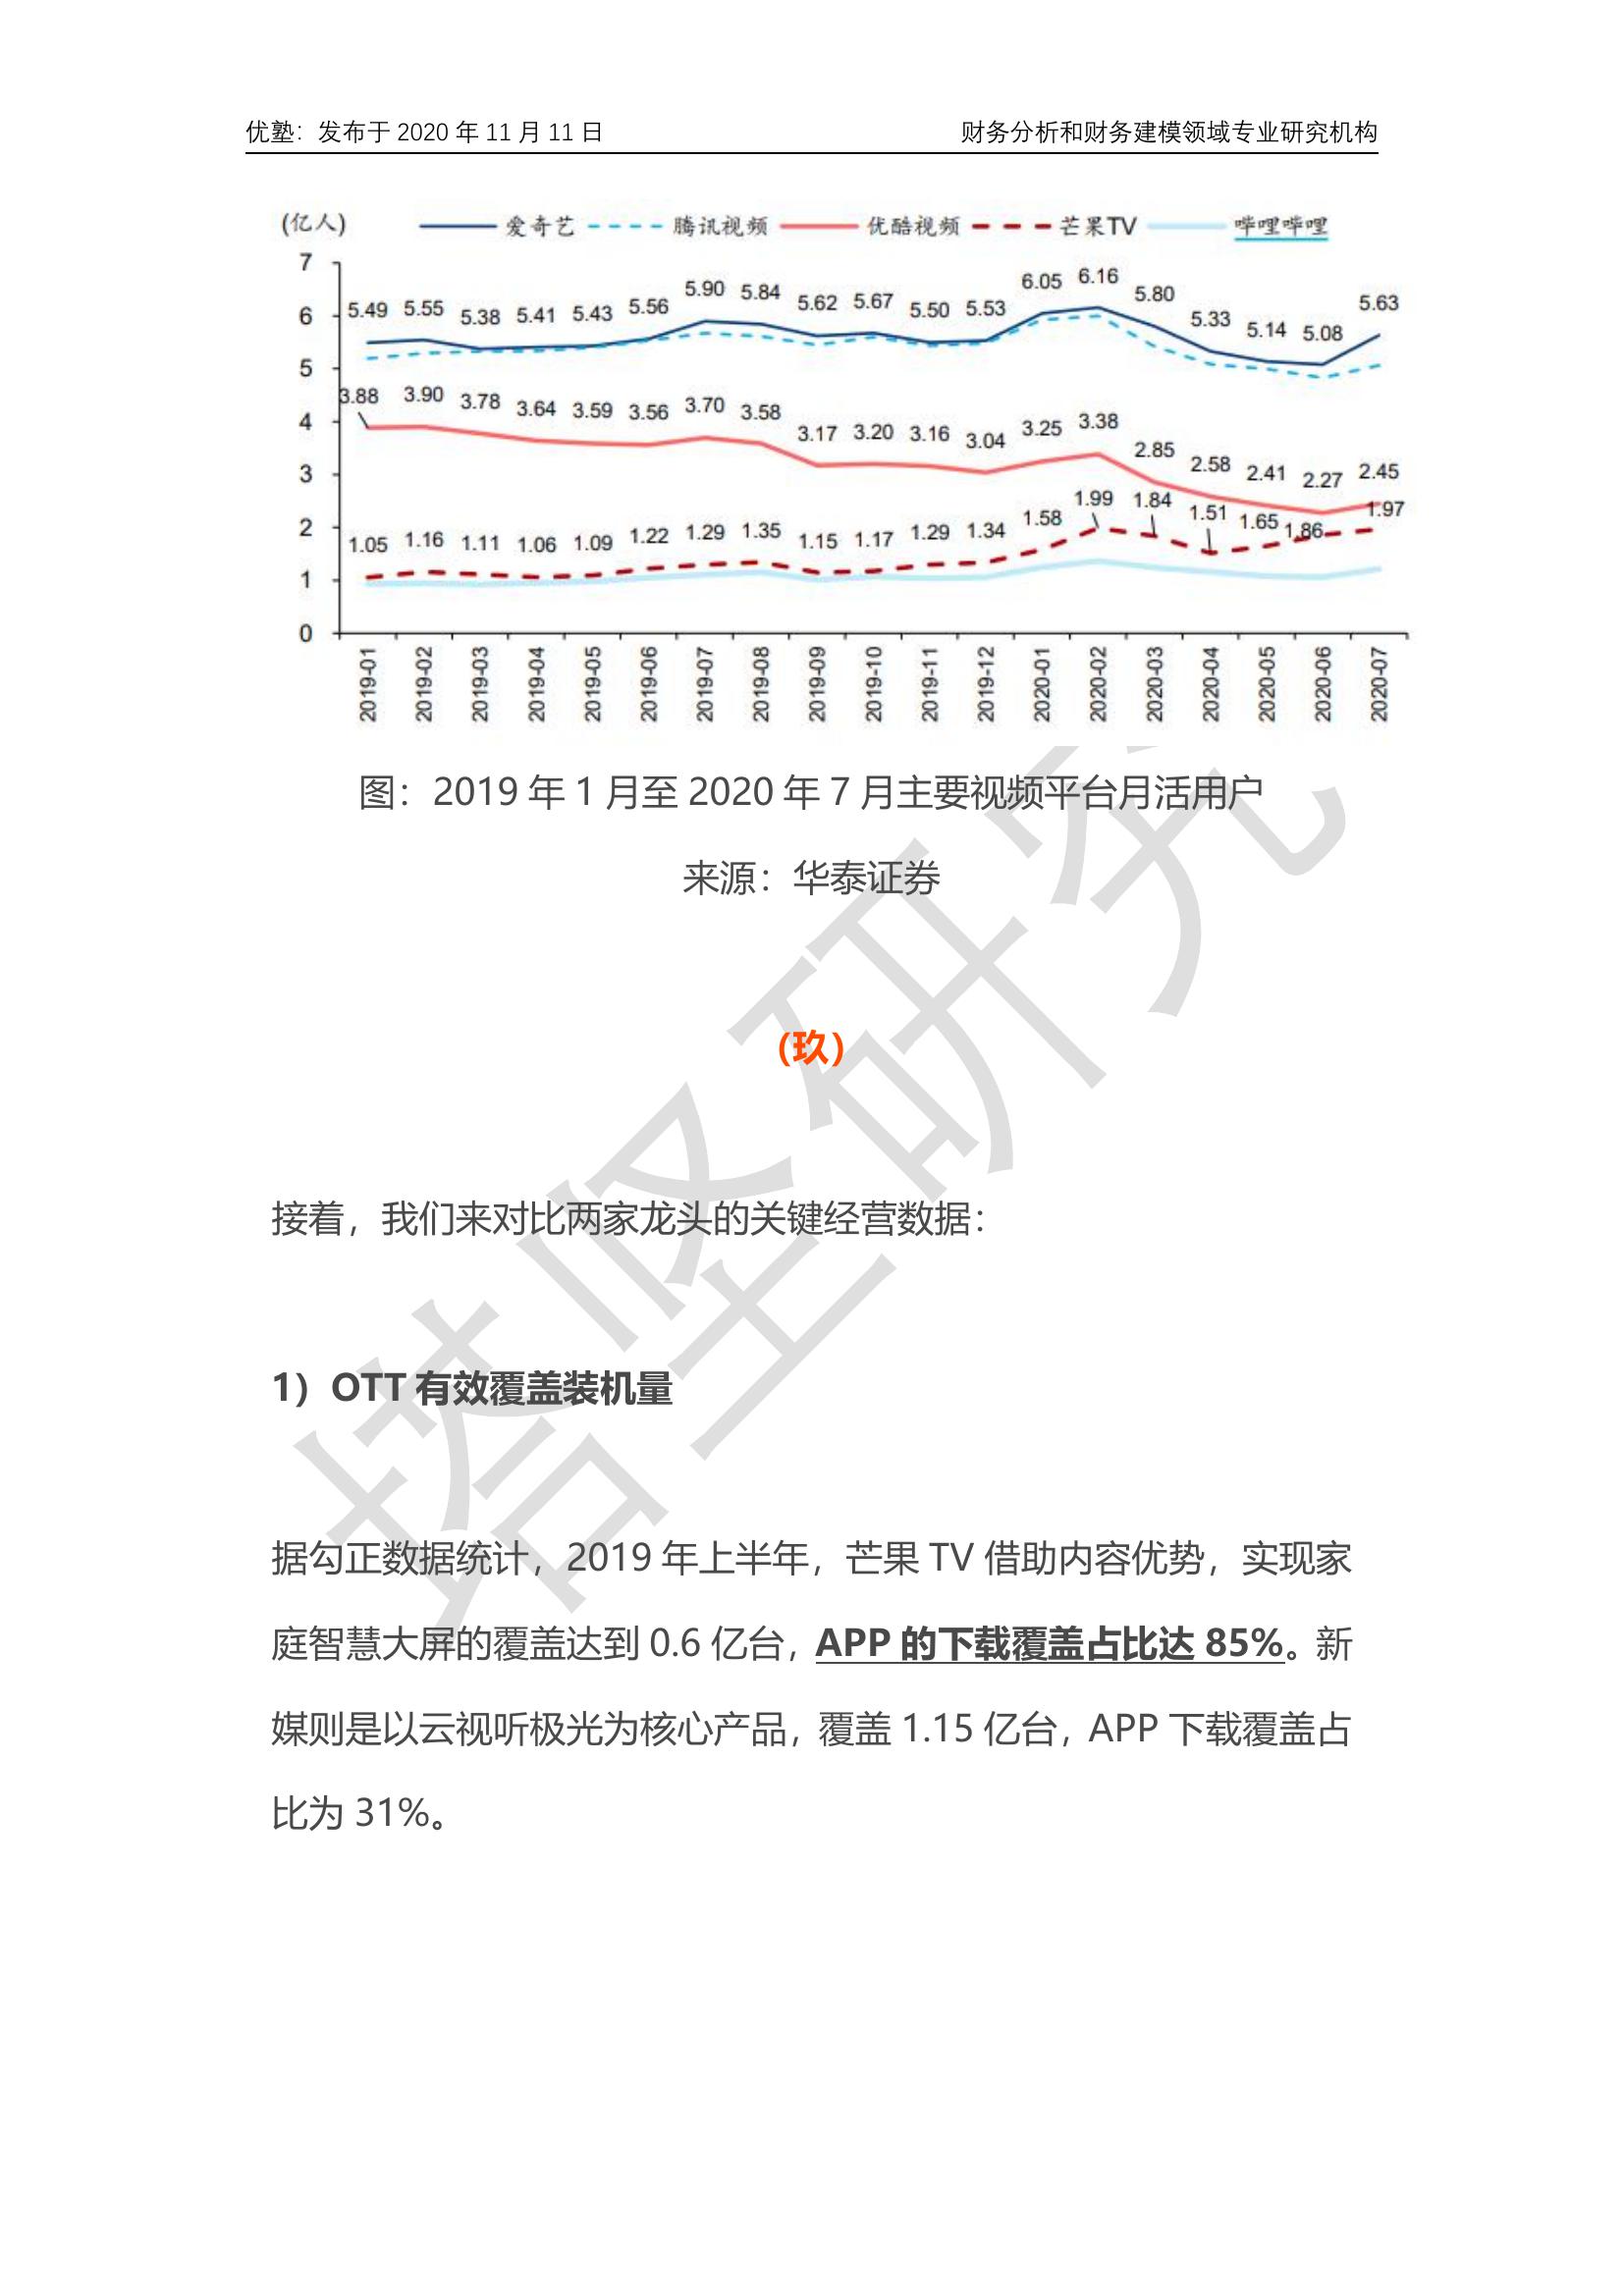 优塾：发布于 2020 年 11 月 11 日 财务分析和财务建模领域专业研究机构
(亿人) 爱奇艺 腾讯视频 优酷视频 芒果TV 哔哩哔哩
7
6
5
4
3
2
1
0
5.49 5.55 5.38 5.41 5.43 5.56 5.90 5.84 5.62 5.67 5.50 5.53 6.05 6.16 5.80 5.33 5.14 5.08 5.63
3.88 3.90 3.78 3.64 3.59 3.56 3.70 3.58 3.17 3.20 3.16 3.04 3.25 3.38 2.85 2.58 2.41 2.27 2.45
1.05 1.16 1.11 1.06 1.09 1.22 1.29 1.35 1.15 1.17 1.29 1.34 1.58 1.99 1.84 1.51 1.65 1.86 1.97
2019-01 2019-02 2019-03 2019-04 2019-05 2019-06 2019-07 2019-08 2019-09 2019-10 2019-11 2019-12 2020-01 2020-02 2020-03 2020-04 2020-05 2020-06 2020-07
图：2019 年 1 月至 2020 年 7 月主要视频平台月活用户
来源：华泰证券
(玖)
接着，我们来对比两家龙头的关键经营数据：
1）OTT 有效覆盖装机量
据勾正数据统计，2019 年上半年，芒果 TV 借助内容优势，实现家
庭智慧大屏的覆盖达到 0.6 亿台，APP 的下载覆盖占比达 85%。新
媒则是以云视听极光为核心产品，覆盖 1.15 亿台，APP 下载覆盖占
比为 31%。
塔坚研究